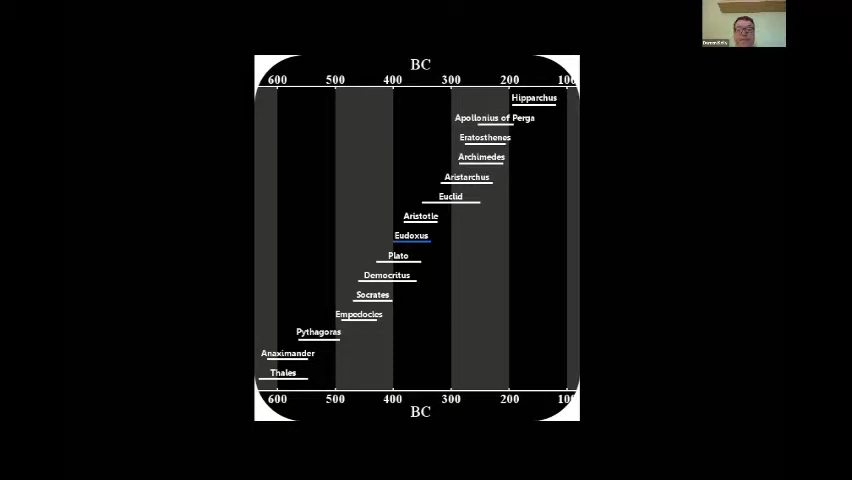 BC
600 500 400 300 200 100
Hipparchus
Apollonius of Perga
Eratosthenes
Archimedes
Aristarchus
Euclid
Aristotle
Eudoxus
Plato
Democritus
Socrates
Empedocles
Pythagoras
Anaximander
Thales
600 500 400 300 200 10
BC